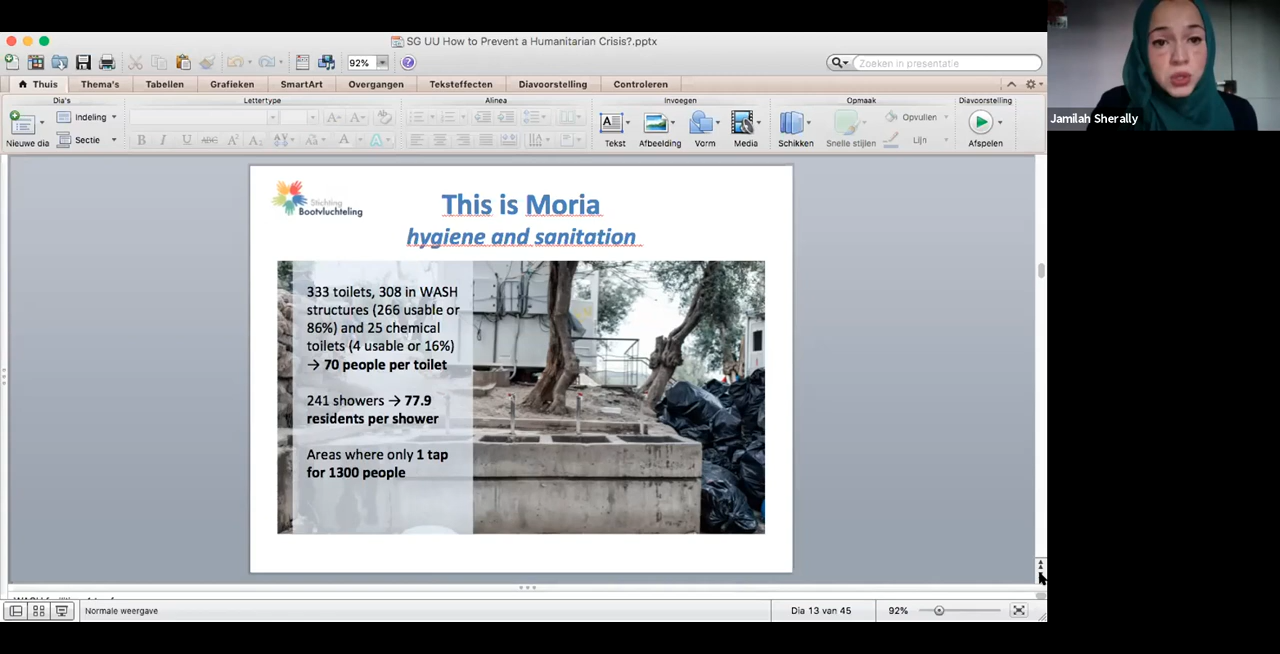 SG UU How to Prevent a Humanitarian Crisis?.pptx
92%
Zoeken in presentatie
Thuis
Thema's
Tabellen
Grafieken
SmartArt
Overgangen
Teksteffecten
Diavoorstelling
Controleren
Dia's
Lettertype
Alinea
Invoegen
Opmaak
Diavoorstelling
Nieuwe dia
Indeling
Sectie
B I U ABC A² A₂ Aa A A
Tekst
Afbeelding
Vorm
Media
Schikken
Snelle stijlen
Opvullen
Lijn
Afspelen
Stichting
Bootvluchteling
This is Moria
hygiene and sanitation
333 toilets, 308 in WASH
structures (266 usable or
86%) and 25 chemical
toilets (4 usable or 16%)
→ 70 people per toilet
241 showers → 77.9
residents per shower
Areas where only 1 tap
for 1300 people
Normale weergave
Dia 13 van 45
92%
Jamilah Sherally